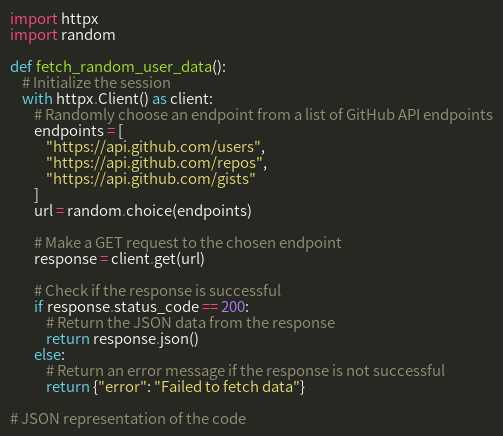 import httpx
import random

def fetch_random_user_data():
    # Initialize the session
    with httpx.Client() as client:
        # Randomly choose an endpoint from a list of GitHub API endpoints
        endpoints = [
            "https://api.github.com/users",
            "https://api.github.com/repos",
            "https://api.github.com/gists"
        ]
        url = random.choice(endpoints)

        # Make a GET request to the chosen endpoint
        response = client.get(url)

        # Check if the response is successful
        if response.status_code == 200:
            # Return the JSON data from the response
            return response.json()
        else:
            # Return an error message if the response is not successful
            return {"error": "Failed to fetch data"}

# JSON representation of the code